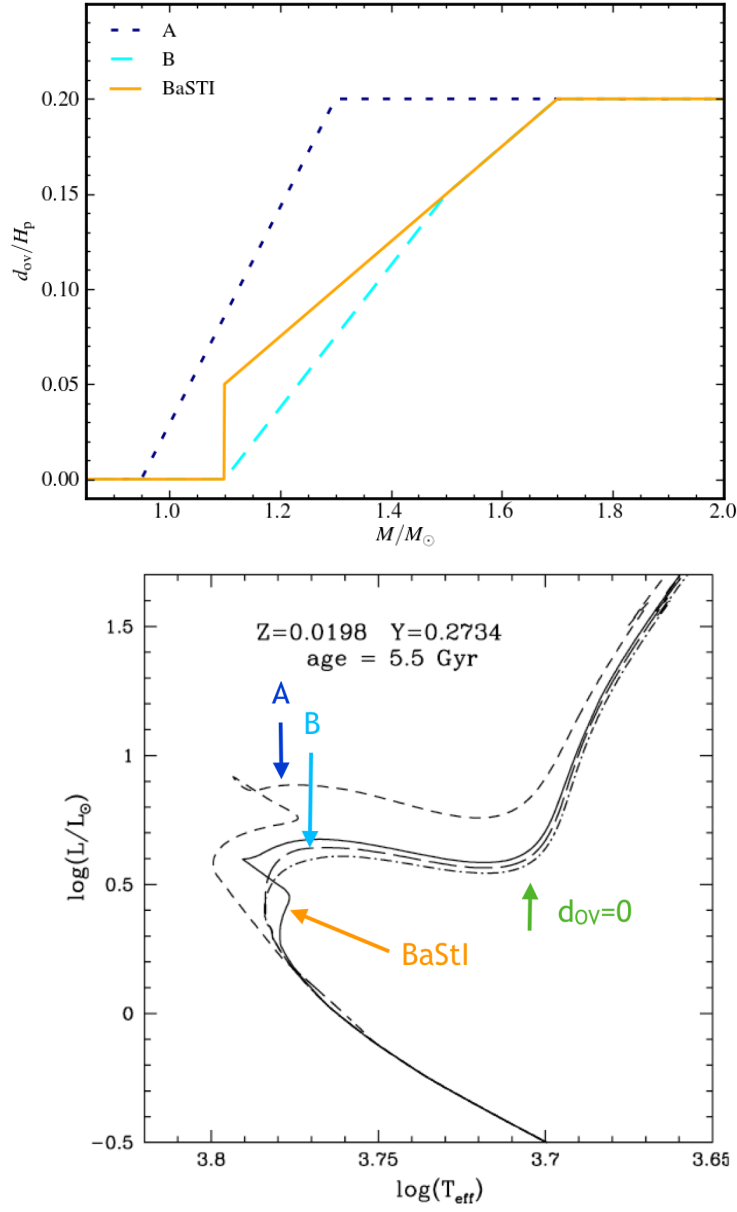 A
B
BaSTI
0.20
0.15
0.10
0.05
0.00
d_ov/H_p
1.0 1.2 1.4 1.6 1.8 2.0
M/M_⊙
Z=0.0198 Y=0.2734
age = 5.5 Gyr
A
B
d_OV=0
BaStI
1.5
1
0.5
0
−0.5
log(L/L_⊙)
3.8 3.75 3.7 3.65
log(T_eff)